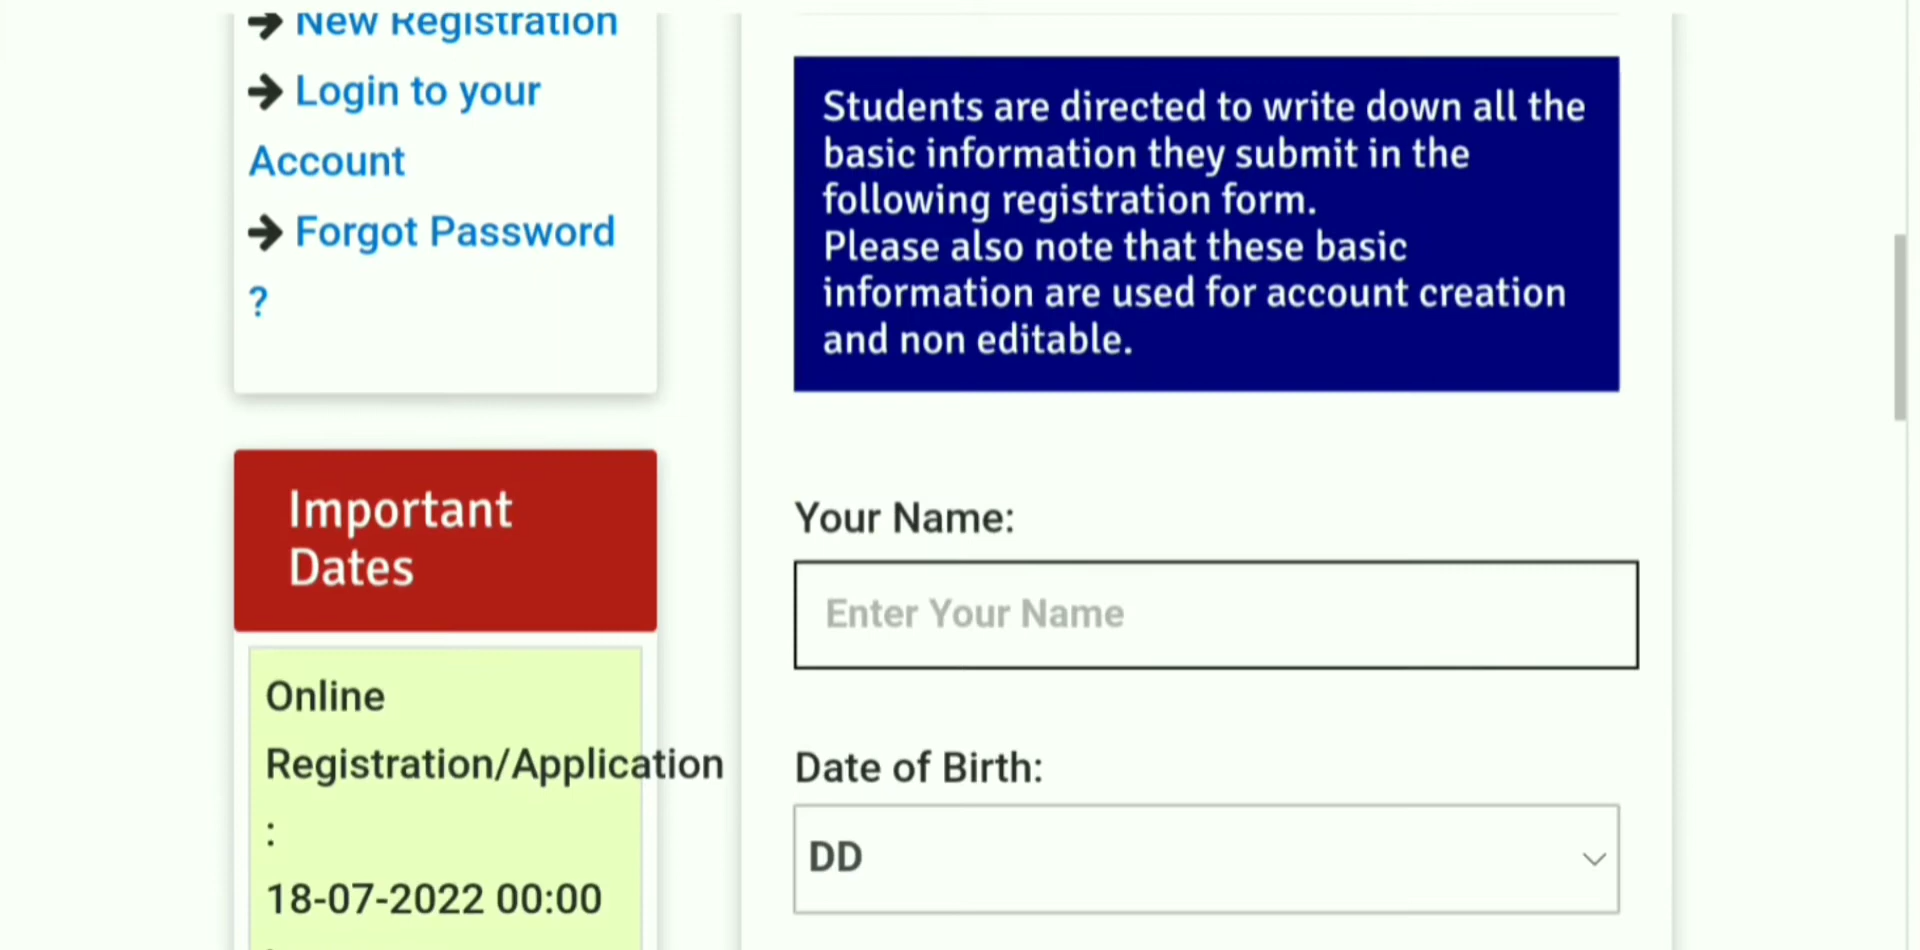 New Registration
Login to your
Account
Forgot Password
?
Important
Dates
Online
Registration/Application
:
18-07-2022 00:00
Students are directed to write down all the
basic information they submit in the
following registration form.
Please also note that these basic
information are used for account creation
and non editable.
Your Name:
Enter Your Name
Date of Birth:
DD